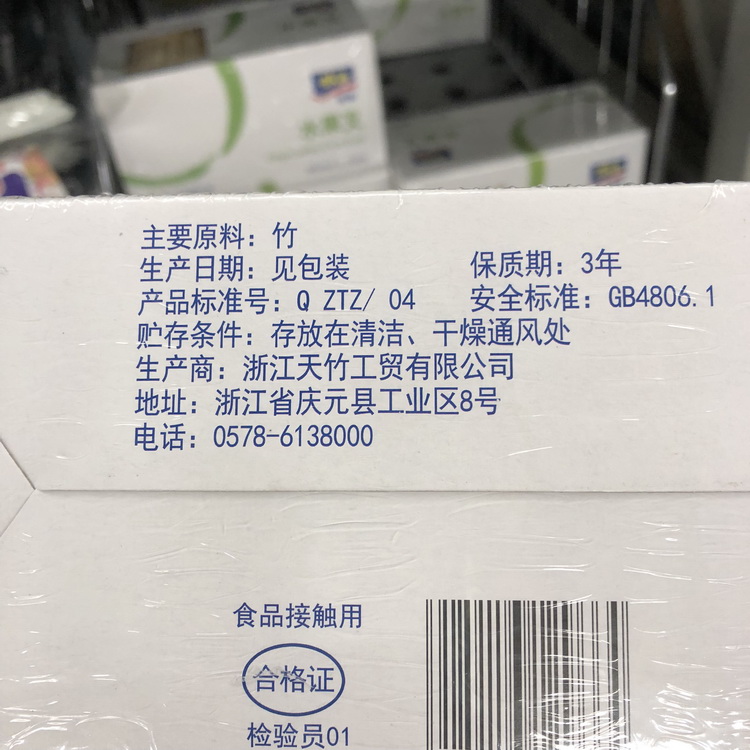 主要原料：竹
生产日期：见包装 保质期：3年
产品标准号：Q ZTZ/ 04 安全标准：GB4806.1
贮存条件：存放在清洁、干燥通风处
生产商：浙江天竹工贸有限公司
地址：浙江省庆元县工业区8号
电话：0578-6138000
食品接触用
合格证
检验员01